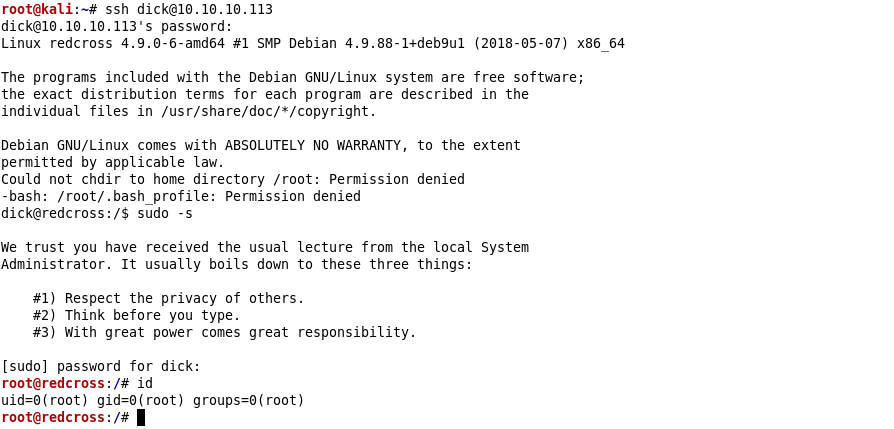 root@kali:~# ssh dick@10.10.10.113
dick@10.10.10.113's password:
Linux redcross 4.9.0-6-amd64 #1 SMP Debian 4.9.88-1+deb9u1 (2018-05-07) x86_64

The programs included with the Debian GNU/Linux system are free software;
the exact distribution terms for each program are described in the
individual files in /usr/share/doc/*/copyright.

Debian GNU/Linux comes with ABSOLUTELY NO WARRANTY, to the extent
permitted by applicable law.
Could not chdir to home directory /root: Permission denied
-bash: /root/.bash_profile: Permission denied
dick@redcross:/$ sudo -s

We trust you have received the usual lecture from the local System
Administrator. It usually boils down to these three things:

    #1) Respect the privacy of others.
    #2) Think before you type.
    #3) With great power comes great responsibility.

[sudo] password for dick:
root@redcross:/# id
uid=0(root) gid=0(root) groups=0(root)
root@redcross:/#